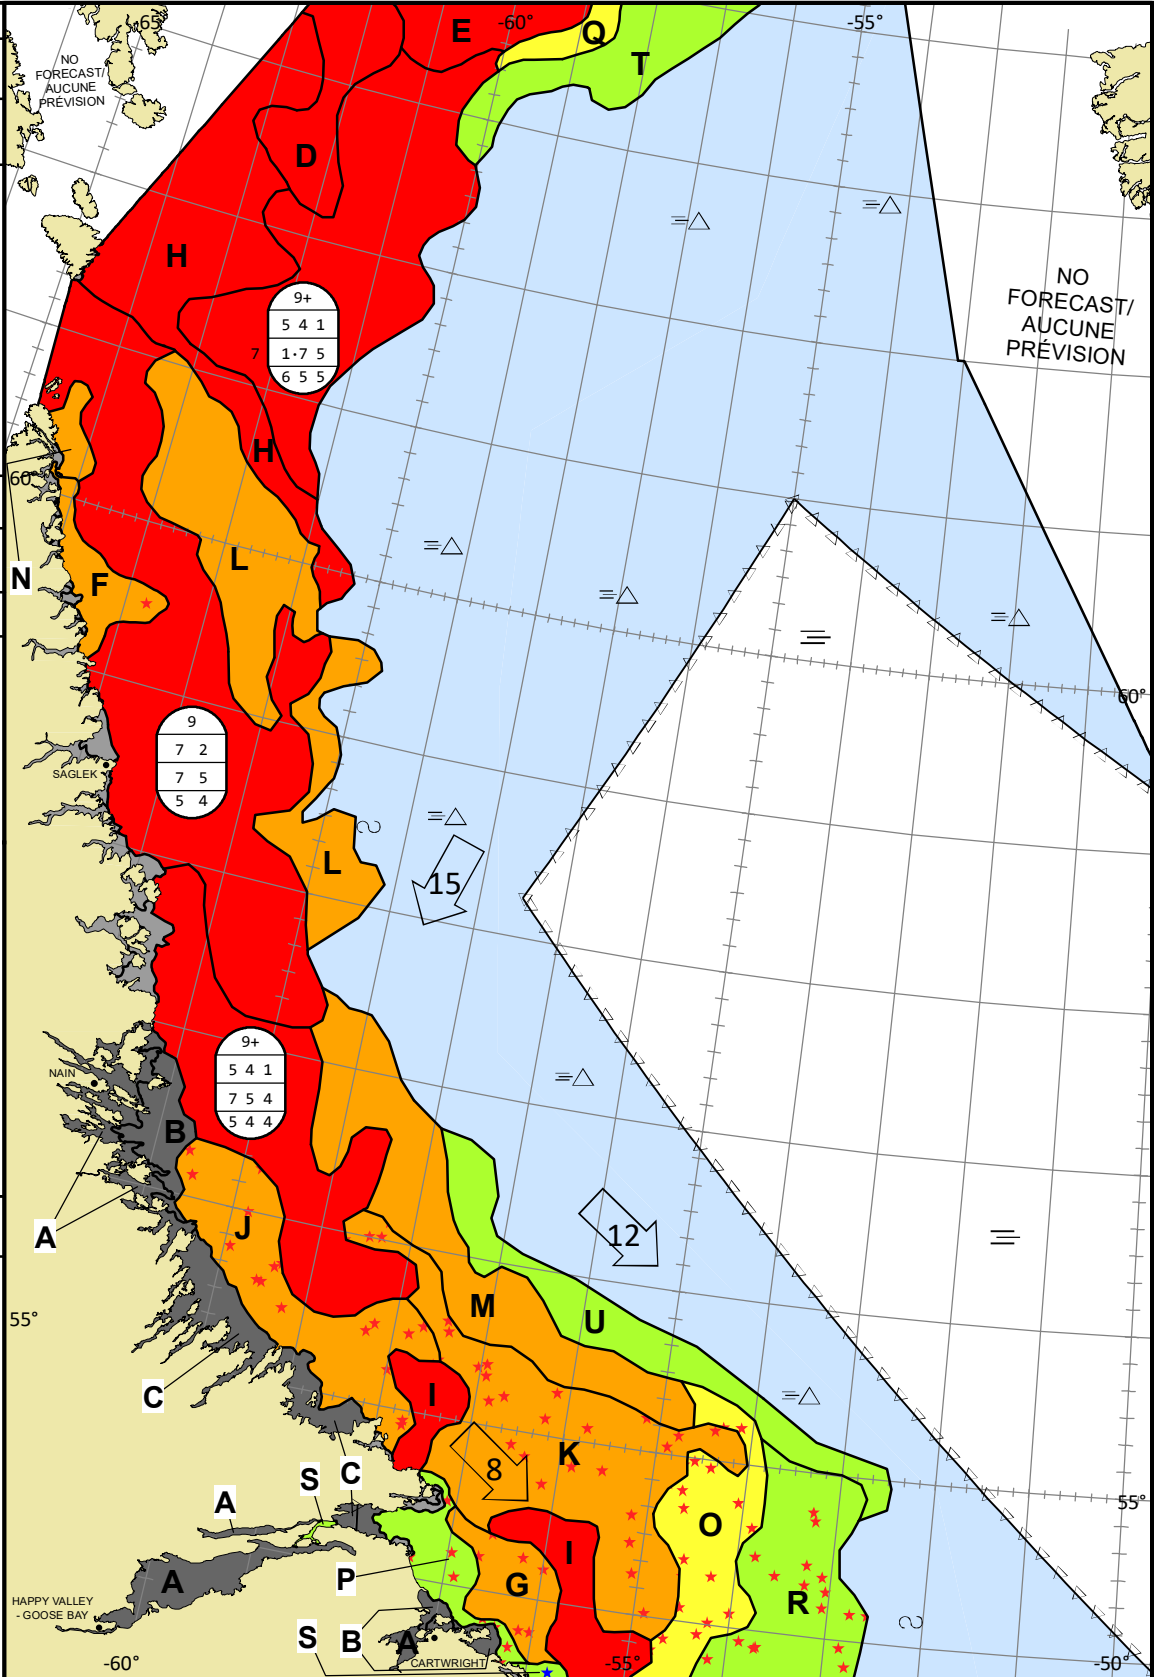 -65°
-60°
-55°
E
Q
T
NO
FORECAST/
AUCUNE
PRÉVISION
D
H
NO
FORECAST/
AUCUNE
PRÉVISION
9+
5 4 1
7 1·7 5
6 5 5
H
60°
L
N
F
60°
9
7 2
7 5
5 4
SAGLEK
L
15
9+
5 4 1
7 5 4
5 4 4
NAIN
B
A
J
12
M
U
55°
C
I
K
8
S
C
A
55°
O
I
A
P
G
R
HAPPY VALLEY
- GOOSE BAY
S
B
A
CARTWRIGHT
-60°
-55°
-50°